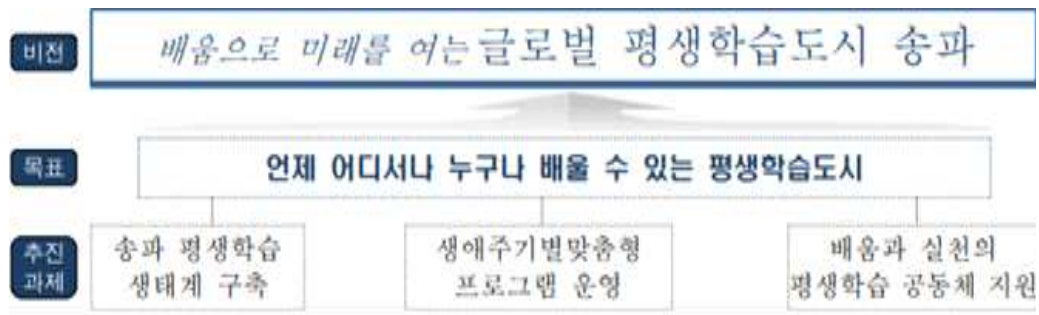 비전
배움으로 미래를 여는 글로벌 평생학습도시 송파
목표
언제 어디서나 누구나 배울 수 있는 평생학습도시
추진
과제
송파 평생학습
생태계 구축
생애주기별맞춤형
프로그램 운영
배움과 실천의
평생학습 공동체 지원